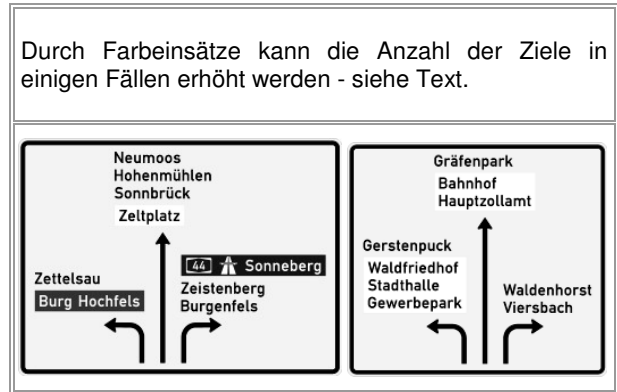 Durch Farbeinsätze kann die Anzahl der Ziele in
einigen Fällen erhöht werden - siehe Text.
Neumoos
Hohenmühlen
Sonnbrück
Zeltplatz
Zettelsau
Burg Hochfels
44 Sonneberg
Zeistenberg
Burgenfels
Gräfenpark
Bahnhof
Hauptzollamt
Gerstenpuck
Waldfriedhof
Stadthalle
Gewerbepark
Waldenhorst
Viersbach